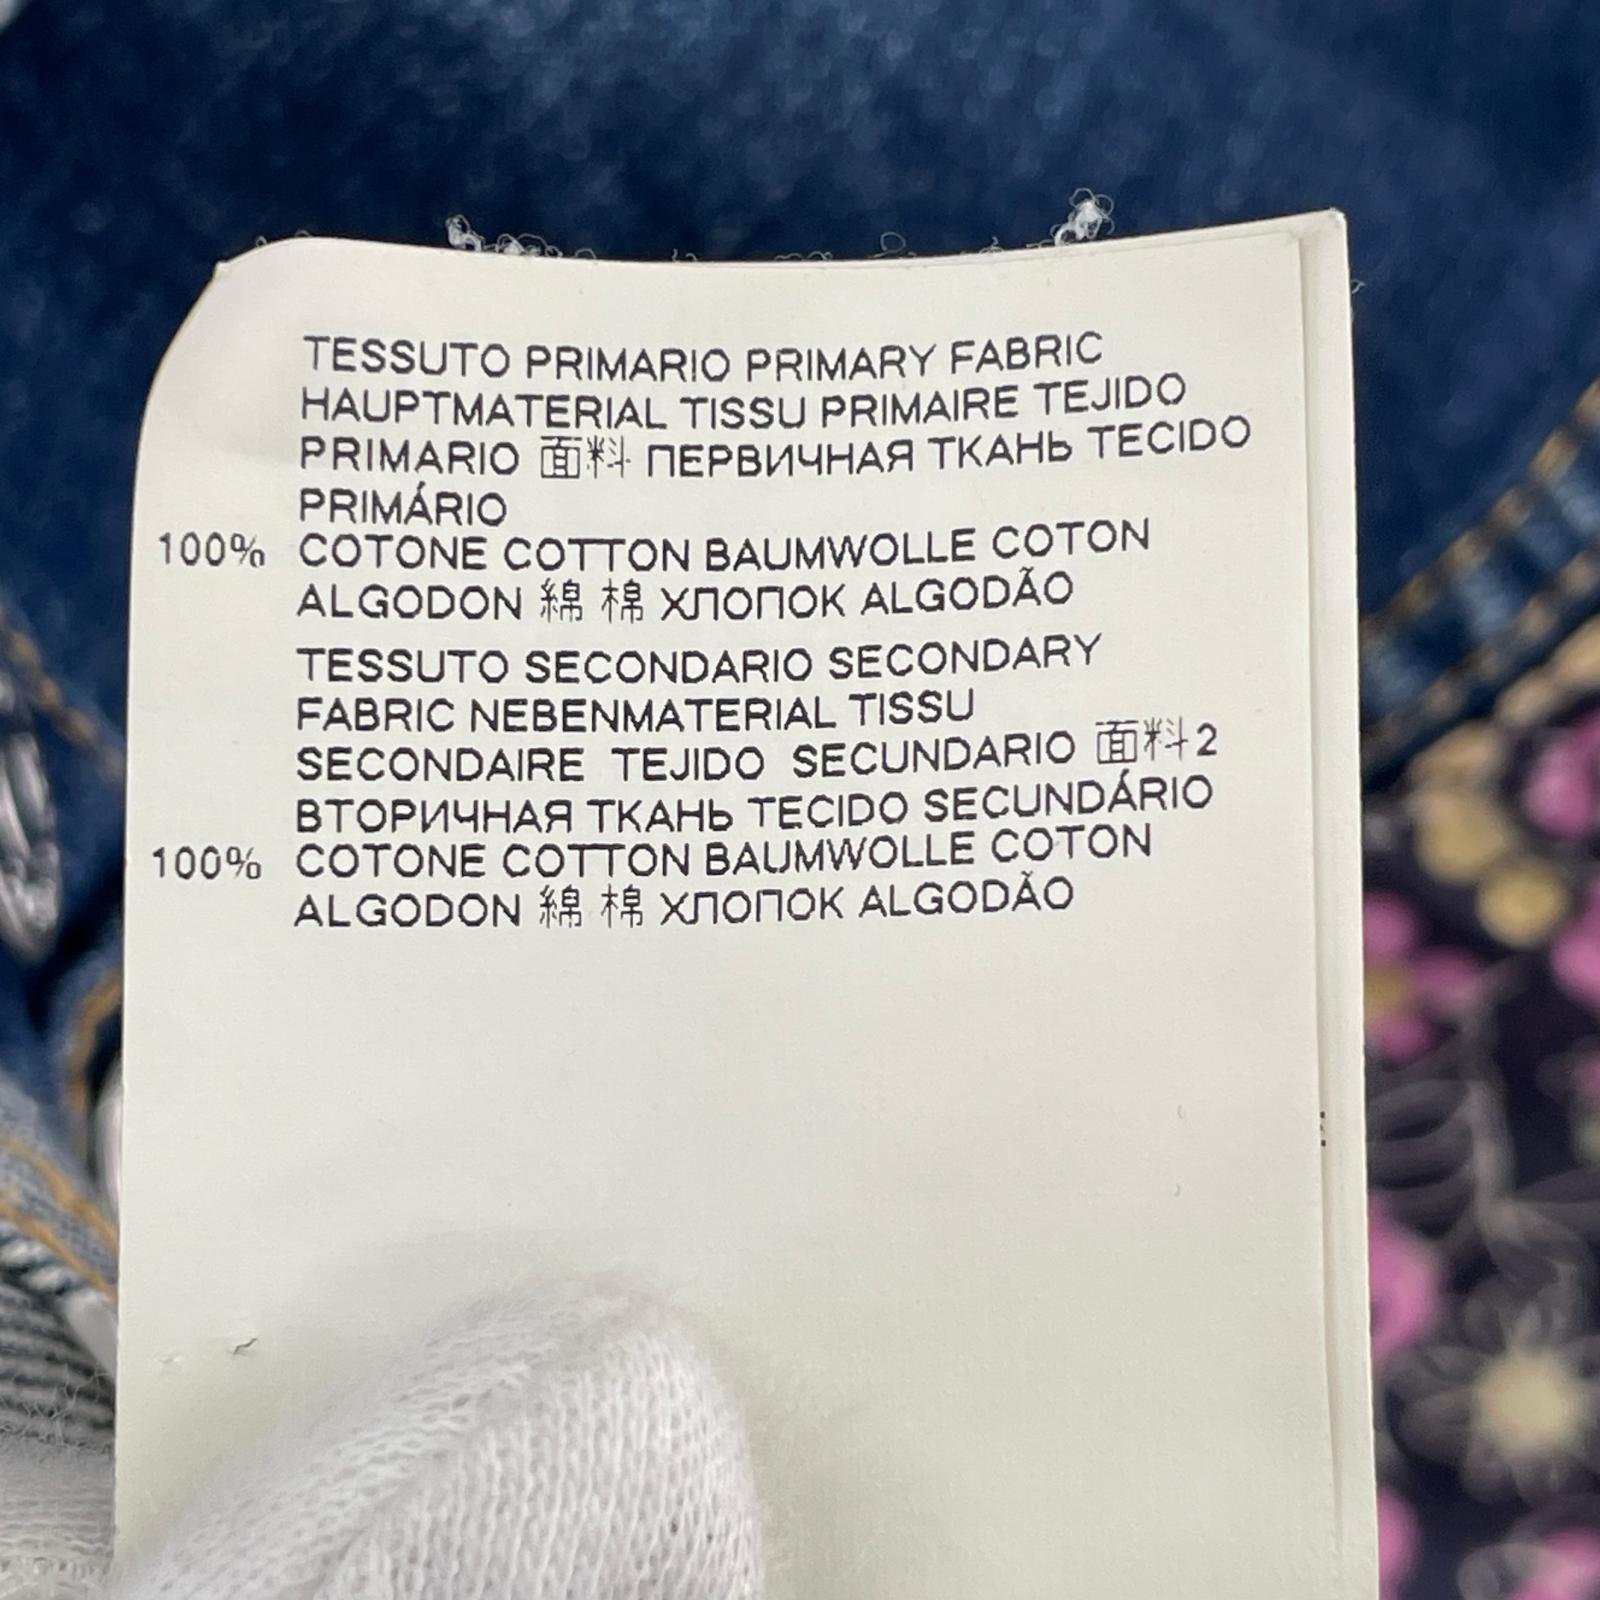 TESSUTO PRIMARIO PRIMARY FABRIC
HAUPTMATERIAL TISSU PRIMAIRE TEJIDO
PRIMARIO 面料 ПЕРВИЧНАЯ ТКАНЬ TECIDO
PRIMÁRIO
100% COTONE COTTON BAUMWOLLE COTON
ALGODON 綿 棉 ХЛОПОК ALGODÃO
TESSUTO SECONDARIO SECONDARY
FABRIC NEBENMATERIAL TISSU
SECONDAIRE TEJIDO SECUNDARIO 面料2
ВТОРИЧНАЯ ТКАНЬ TECIDO SECUNDÁRIO
100% COTONE COTTON BAUMWOLLE COTON
ALGODON 綿 棉 ХЛОПОК ALGODÃO